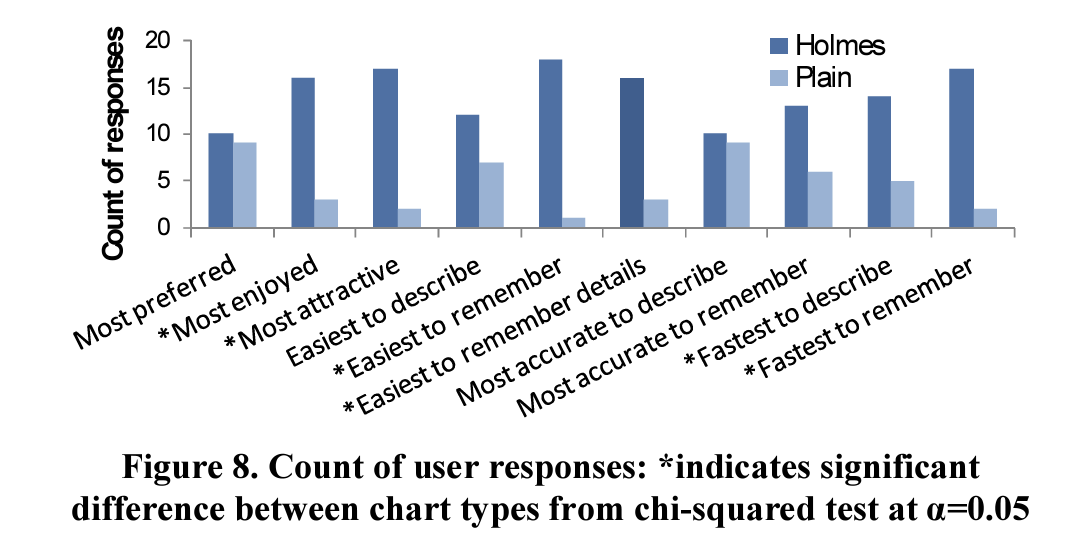 Count of responses
20
15
10
5
0
Holmes
Plain
Most preferred
*Most enjoyed
*Most attractive
Easiest to describe
*Easiest to remember
*Easiest to remember details
Most accurate to describe
Most accurate to remember
*Fastest to describe
*Fastest to remember
Figure 8. Count of user responses: *indicates significant
difference between chart types from chi-squared test at α=0.05